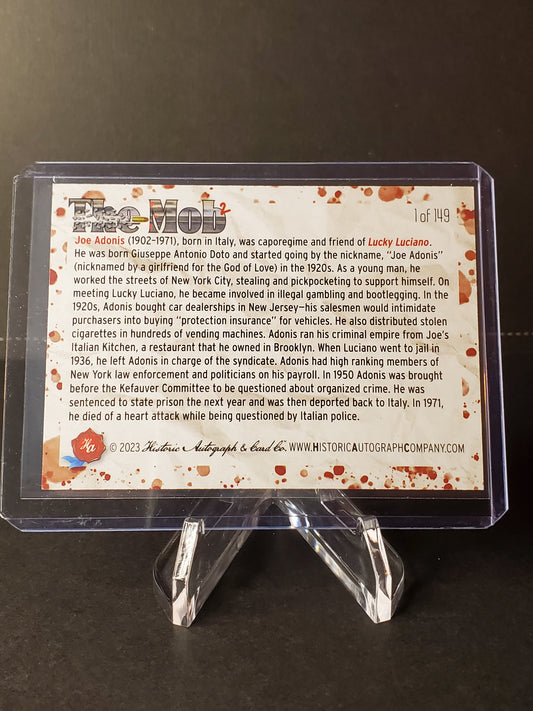 The Mob 2
1 of 149
Joe Adonis (1902-1971), born in Italy, was caporegime and friend of Lucky Luciano.
He was born Giuseppe Antonio Doto and started going by the nickname, "Joe Adonis"
(nicknamed by a girlfriend for the God of Love) in the 1920s. As a young man, he
worked the streets of New York City, stealing and pickpocketing to support himself. On
meeting Lucky Luciano, he became involved in illegal gambling and bootlegging. In the
1920s, Adonis bought car dealerships in New Jersey—his salesmen would intimidate
purchasers into buying "protection insurance" for vehicles. He also distributed stolen
cigarettes in hundreds of vending machines. Adonis ran his criminal empire from Joe's
Italian Kitchen, a restaurant that he owned in Brooklyn. When Luciano went to jail in
1936, he left Adonis in charge of the syndicate. Adonis had high ranking members of
New York law enforcement and politicians on his payroll. In 1950 Adonis was brought
before the Kefauver Committee to be questioned about organized crime. He was
sentenced to state prison the next year and was then deported back to Italy. In 1971,
he died of a heart attack while being questioned by Italian police.
Ha © 2023 Historic Autograph & Card Co. www.HistoricAutographCompany.com